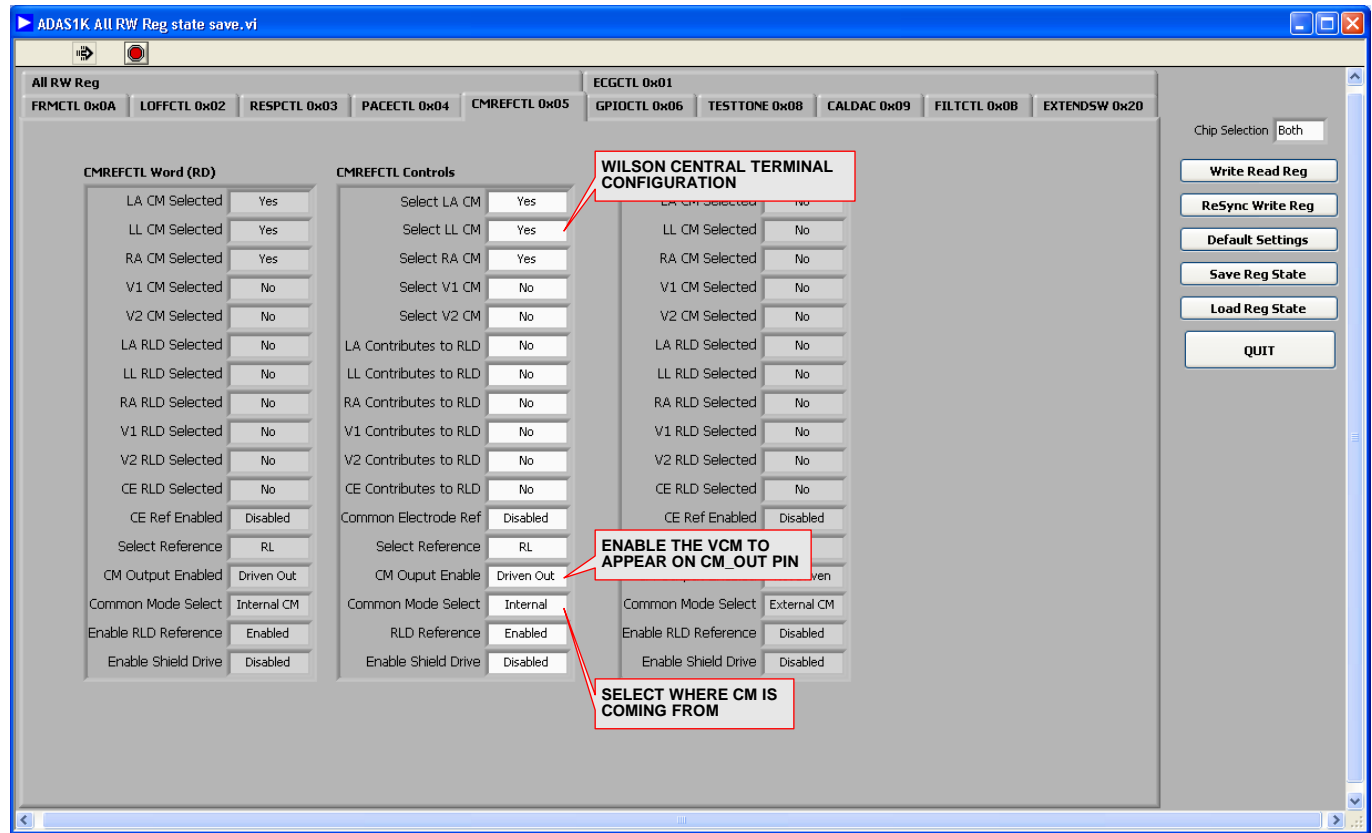 ADAS1K All RW Reg state save.vi
All RW Reg
ECGCTL 0x01
FRMCTL 0x0A
LOFFCTL 0x02
RESPCTL 0x03
PACECTL 0x04
CMREFCTL 0x05
GPIOCTL 0x06
TESTTONE 0x08
CALDAC 0x09
FILTCTL 0x0B
EXTENDSW 0x20
CMREFCTL Word (RD)
LA CM Selected Yes
LL CM Selected Yes
RA CM Selected Yes
V1 CM Selected No
V2 CM Selected No
LA RLD Selected No
LL RLD Selected No
RA RLD Selected No
V1 RLD Selected No
V2 RLD Selected No
CE RLD Selected No
CE Ref Enabled Disabled
Select Reference RL
CM Output Enabled Driven Out
Common Mode Select Internal CM
Enable RLD Reference Enabled
Enable Shield Drive Disabled
CMREFCTL Controls
Select LA CM Yes
Select LL CM Yes
Select RA CM Yes
Select V1 CM No
Select V2 CM No
LA Contributes to RLD No
LL Contributes to RLD No
RA Contributes to RLD No
V1 Contributes to RLD No
V2 Contributes to RLD No
CE Contributes to RLD No
Common Electrode Ref Disabled
Select Reference RL
CM Ouput Enable Driven Out
Common Mode Select Internal
RLD Reference Enabled
Enable Shield Drive Disabled
WILSON CENTRAL TERMINAL
CONFIGURATION
LA CM Selected No
LL CM Selected No
RA CM Selected No
V1 CM Selected No
V2 CM Selected No
LA RLD Selected No
LL RLD Selected No
RA RLD Selected No
V1 RLD Selected No
V2 RLD Selected No
CE RLD Selected No
CE Ref Enabled Disabled
ENABLE THE VCM TO
APPEAR ON CM_OUT PIN
Common Mode Select External CM
Enable RLD Reference Disabled
Enable Shield Drive Disabled
SELECT WHERE CM IS
COMING FROM
Chip Selection Both
Write Read Reg
ReSync Write Reg
Default Settings
Save Reg State
Load Reg State
QUIT